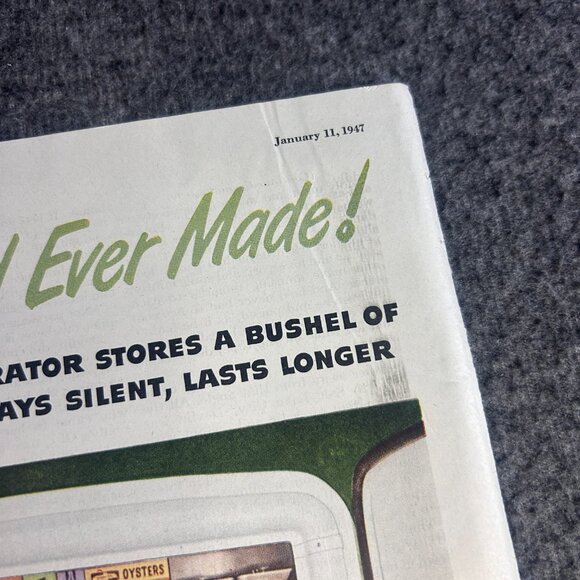 January 11, 1947
Ever Made!
RATOR STORES A BUSHEL OF
AYS SILENT, LASTS LONGER
OYSTERS